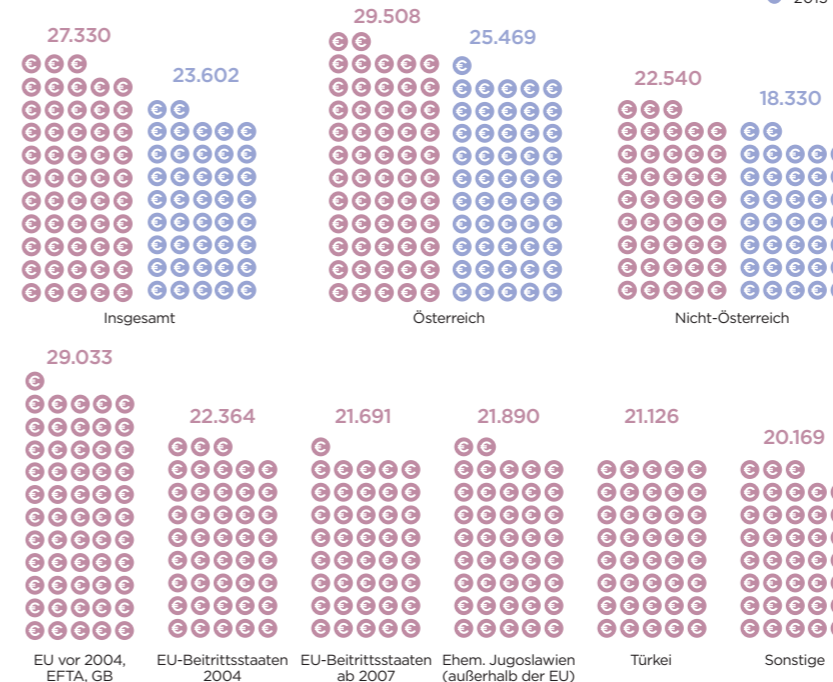 27.330
23.602
29.508
25.469
22.540
18.330
Insgesamt
Österreich
Nicht-Österreich
29.033
22.364
21.691
21.890
21.126
20.169
EU vor 2004,
EFTA, GB
EU-Beitrittsstaaten
2004
EU-Beitrittsstaaten
ab 2007
Ehem. Jugoslawien
(außerhalb der EU)
Türkei
Sonstige